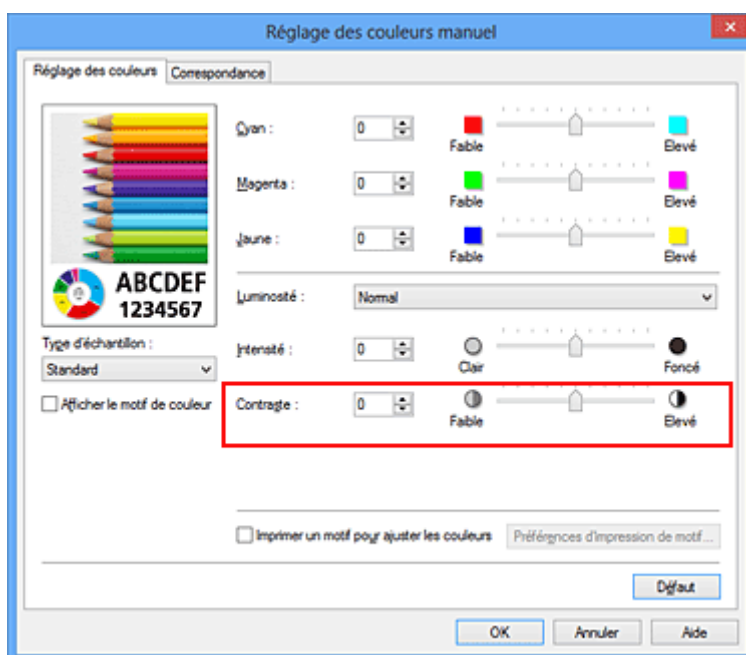 Réglage des couleurs manuel
Réglage des couleurs
Correspondance
Cyan :
0
Faible
Elevé
Magenta :
0
Faible
Elevé
Jaune :
0
Faible
Elevé
ABCDEF
1234567
Luminosité :
Normal
Type d'échantillon :
Standard
Intensité :
0
Clair
Foncé
Afficher le motif de couleur
Contraste :
0
Faible
Elevé
Imprimer un motif pour ajuster les couleurs
Préférences d'impression de motif...
Défaut
OK
Annuler
Aide